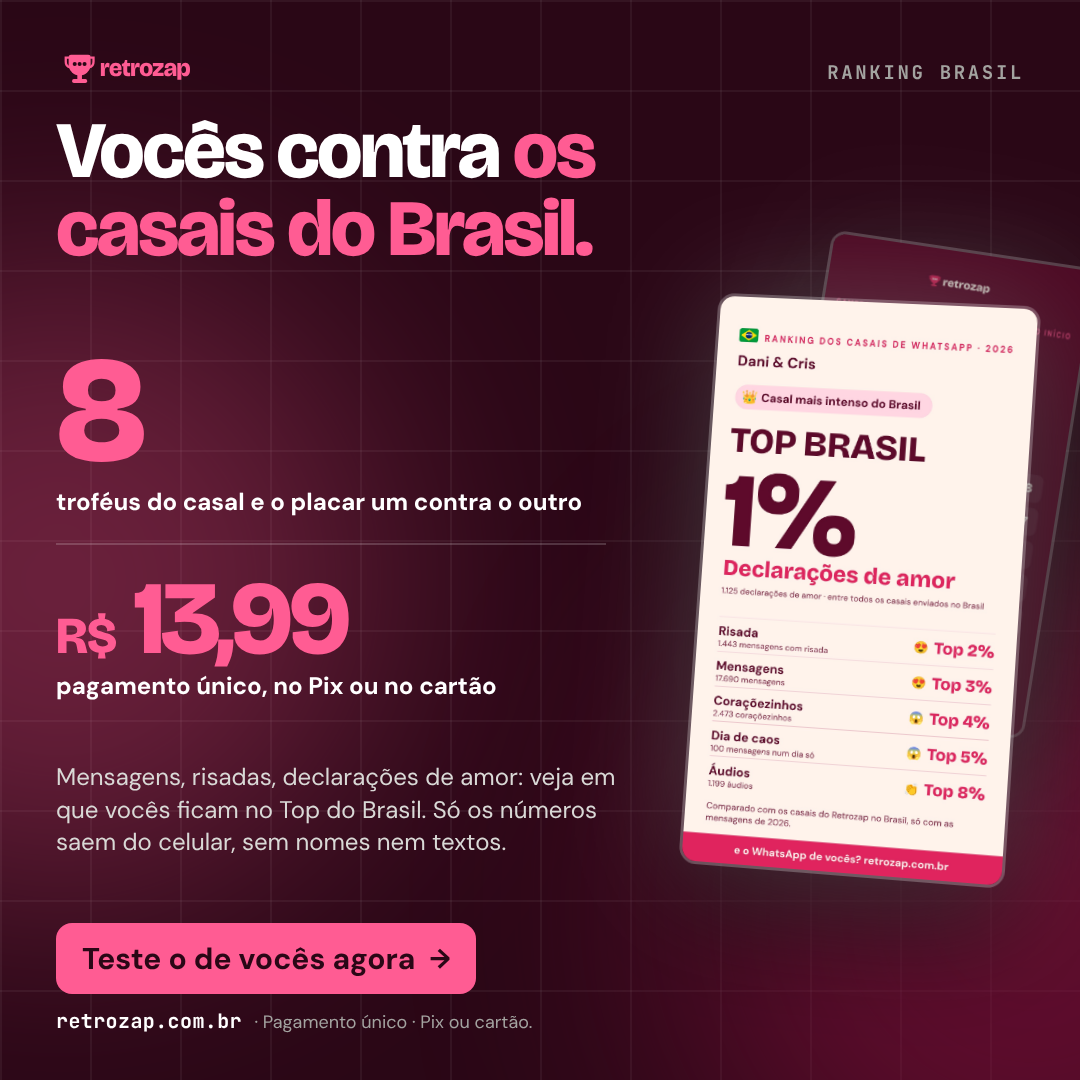 retrozap
RANKING BRASIL
Vocês contra os
casais do Brasil.
8
troféus do casal e o placar um contra o outro
R$ 13,99
pagamento único, no Pix ou no cartão
Mensagens, risadas, declarações de amor: veja em
que vocês ficam no Top do Brasil. Só os números
saem do celular, sem nomes nem textos.
Teste o de vocês agora →
retrozap.com.br · Pagamento único · Pix ou cartão.
retrozap
INÍCIO
RANKING DOS CASAIS DE WHATSAPP · 2026
Dani & Cris
Casal mais intenso do Brasil
TOP BRASIL
1%
Declarações de amor
1.125 declarações de amor · entre todos os casais enviados no Brasil
Risada
1.443 mensagens com risada
Top 2%
Mensagens
17.690 mensagens
Top 3%
Coraçõezinhos
2.473 coraçõezinhos
Top 4%
Dia de caos
100 mensagens num dia só
Top 5%
Áudios
1.199 áudios
Top 8%
Comparado com os casais do Retrozap no Brasil, só com as
mensagens de 2026.
e o WhatsApp de vocês? retrozap.com.br